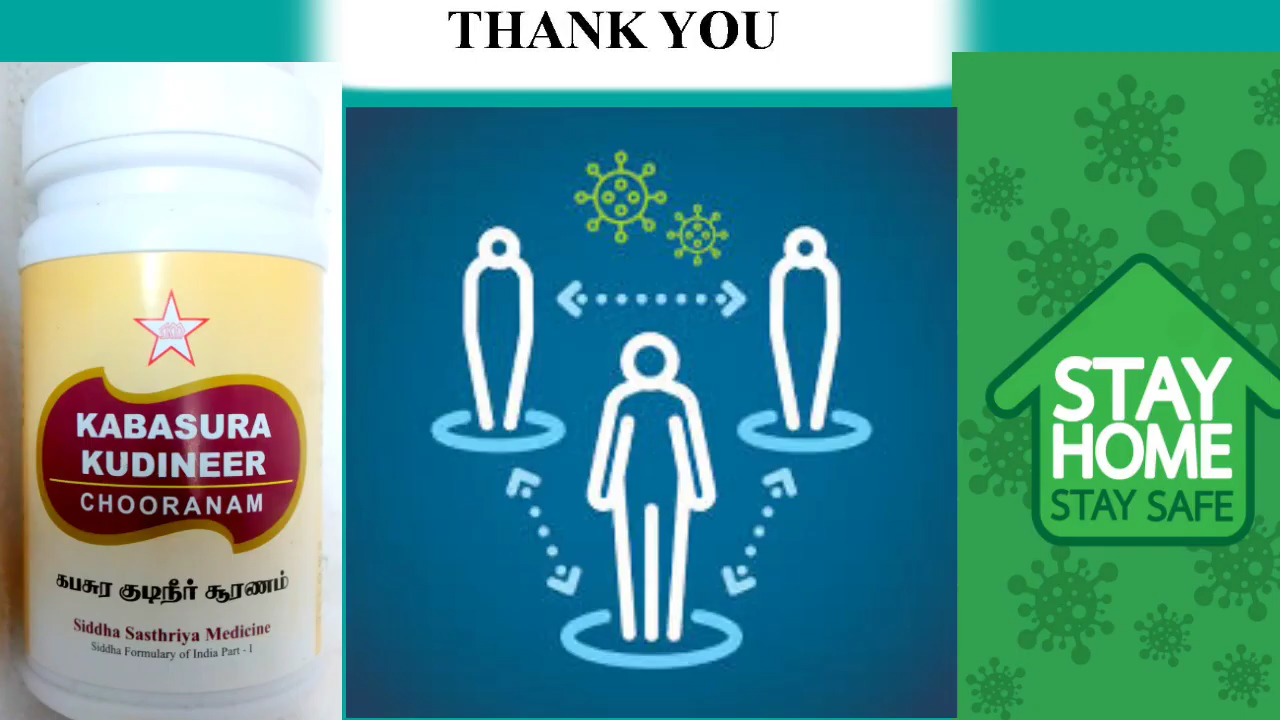 THANK YOU
KABASURA
KUDINEER
CHOORANAM
கபசுர குடிநீர் சூரணம்
Siddha Sasthriya Medicine
Siddha Formulary of India Part - I
STAY
HOME
STAY SAFE